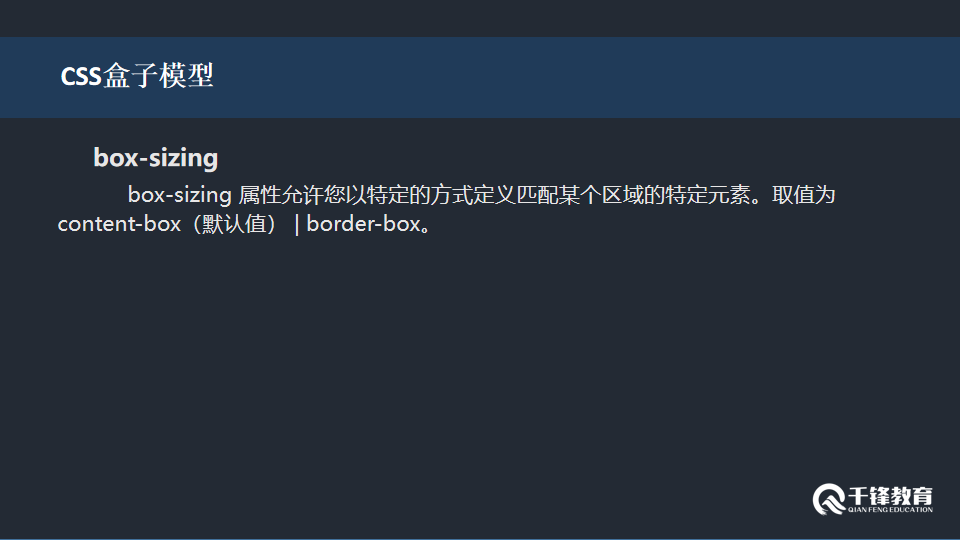 CSS盒子模型
box-sizing
box-sizing 属性允许您以特定的方式定义匹配某个区域的特定元素。取值为
content-box（默认值） | border-box。
千锋教育
QIAN FENG EDUCATION